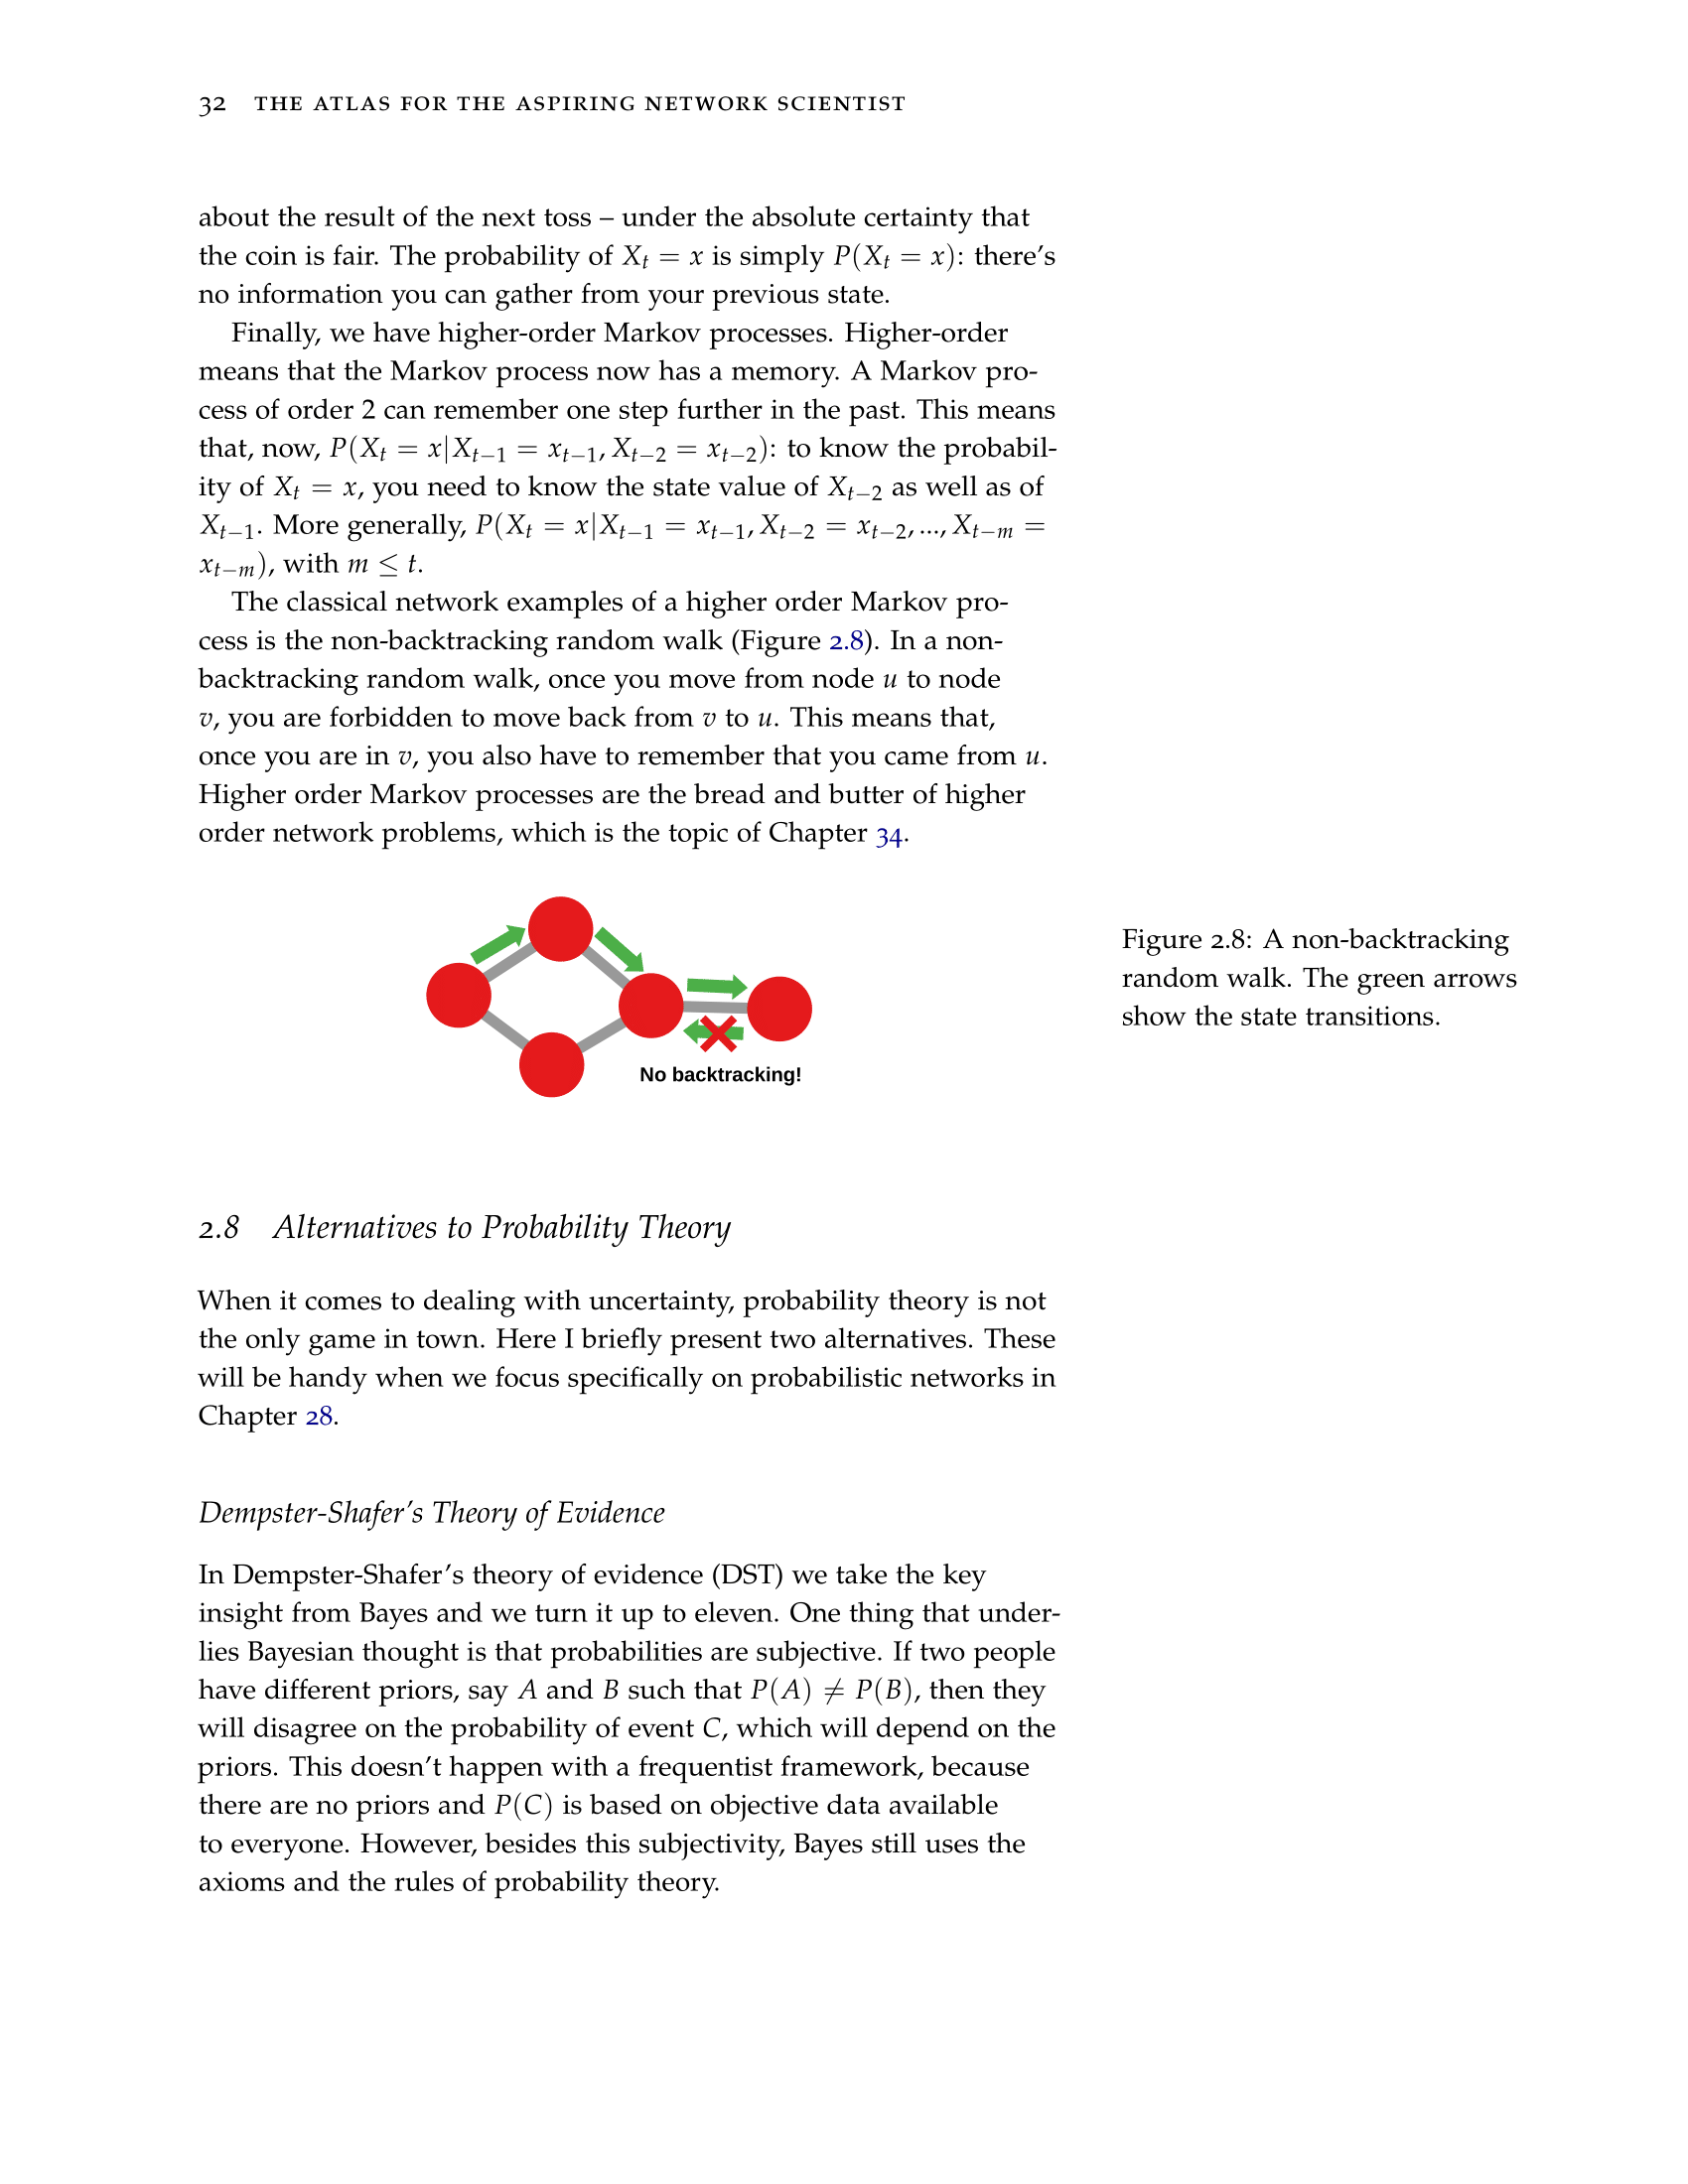 32 THE ATLAS FOR THE ASPIRING NETWORK SCIENTIST
about the result of the next toss – under the absolute certainty that
the coin is fair. The probability of X_t = x is simply P(X_t = x): there's
no information you can gather from your previous state.
Finally, we have higher-order Markov processes. Higher-order
means that the Markov process now has a memory. A Markov pro-
cess of order 2 can remember one step further in the past. This means
that, now, P(X_t = x|X_{t−1} = x_{t−1}, X_{t−2} = x_{t−2}): to know the probabil-
ity of X_t = x, you need to know the state value of X_{t−2} as well as of
X_{t−1}. More generally, P(X_t = x|X_{t−1} = x_{t−1}, X_{t−2} = x_{t−2}, ..., X_{t−m} =
x_{t−m}), with m ≤ t.
The classical network examples of a higher order Markov pro-
cess is the non-backtracking random walk (Figure 2.8). In a non-
backtracking random walk, once you move from node u to node
v, you are forbidden to move back from v to u. This means that,
once you are in v, you also have to remember that you came from u.
Higher order Markov processes are the bread and butter of higher
order network problems, which is the topic of Chapter 34.
No backtracking!
Figure 2.8: A non-backtracking
random walk. The green arrows
show the state transitions.
2.8 Alternatives to Probability Theory
When it comes to dealing with uncertainty, probability theory is not
the only game in town. Here I briefly present two alternatives. These
will be handy when we focus specifically on probabilistic networks in
Chapter 28.
Dempster-Shafer's Theory of Evidence
In Dempster-Shafer's theory of evidence (DST) we take the key
insight from Bayes and we turn it up to eleven. One thing that under-
lies Bayesian thought is that probabilities are subjective. If two people
have different priors, say A and B such that P(A) ≠ P(B), then they
will disagree on the probability of event C, which will depend on the
priors. This doesn't happen with a frequentist framework, because
there are no priors and P(C) is based on objective data available
to everyone. However, besides this subjectivity, Bayes still uses the
axioms and the rules of probability theory.